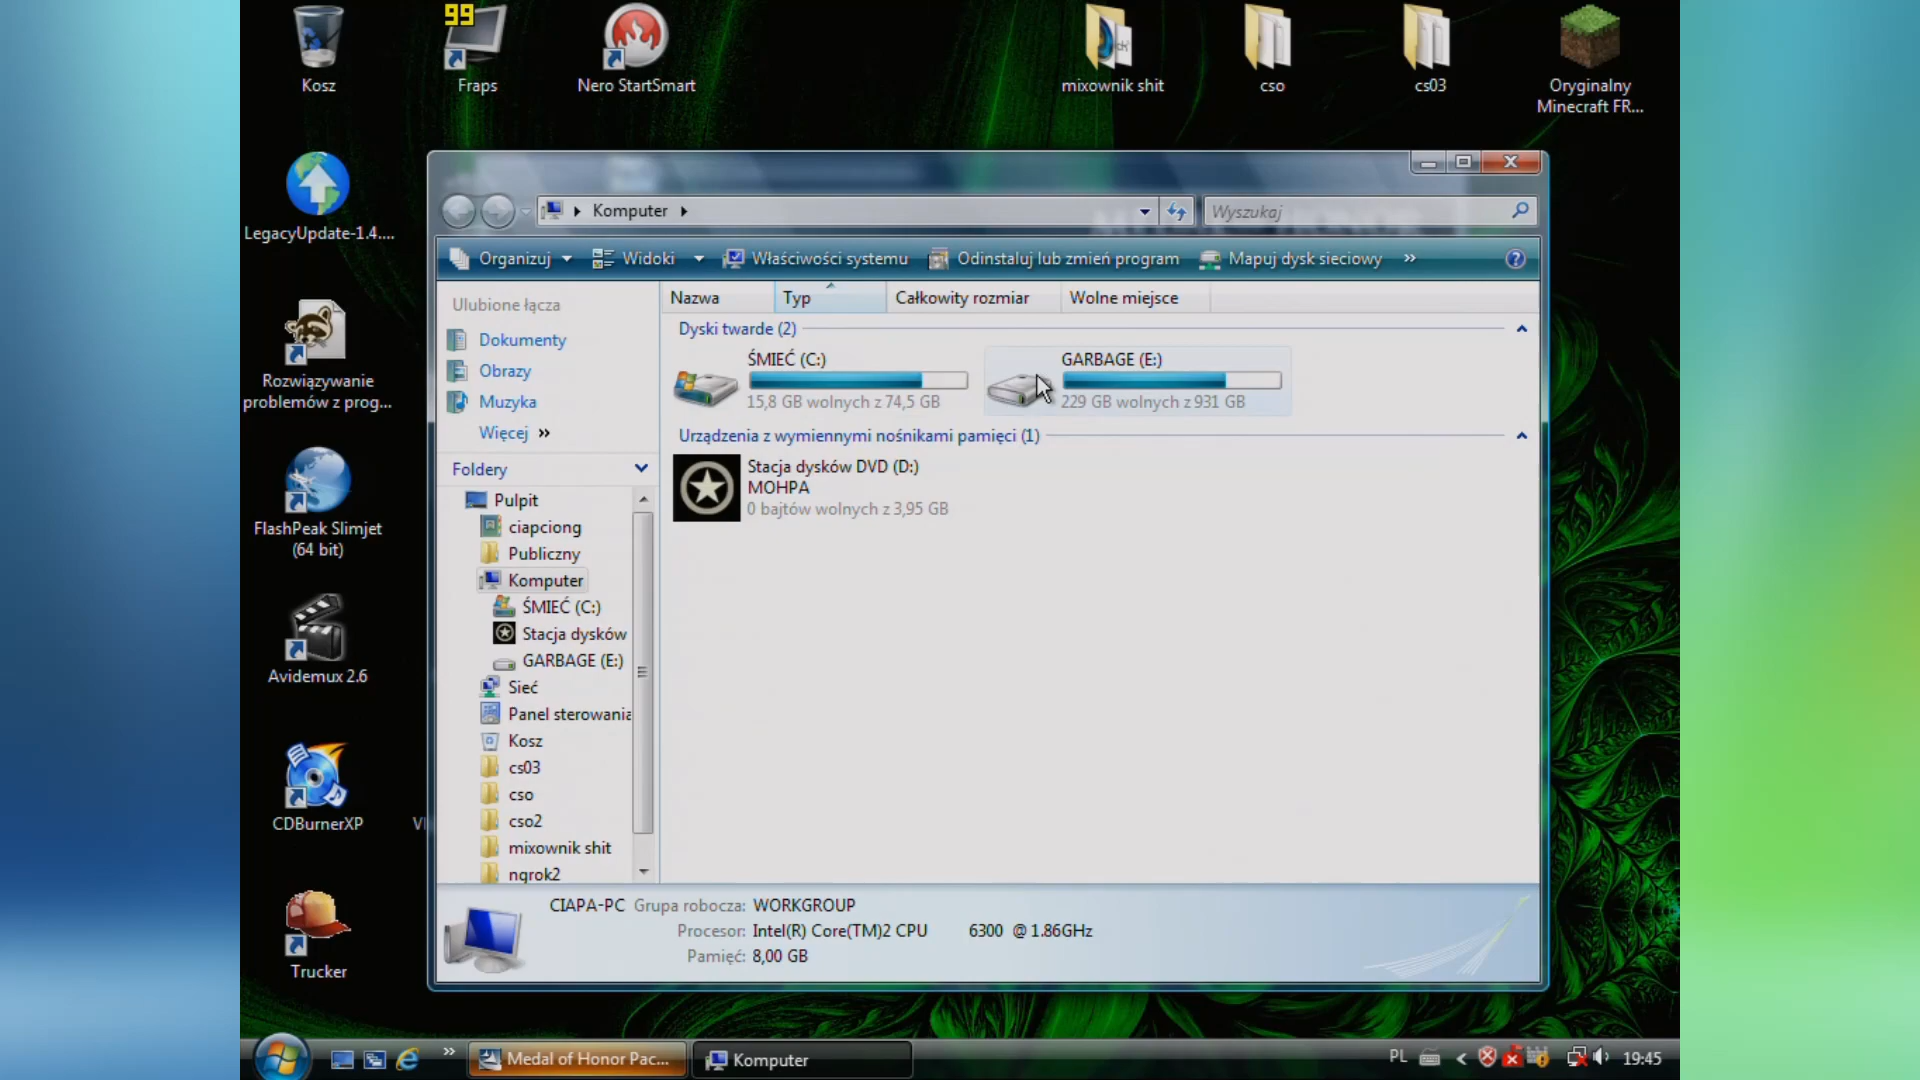 99
Kosz
Fraps
Nero StartSmart
mixownik shit
cso
cs03
Oryginalny
Minecraft FR...
LegacyUpdate-1.4....
Rozwiązywanie
problemów z prog...
FlashPeak Slimjet
(64 bit)
Avidemux 2.6
CDBurnerXP
Trucker
Komputer
Wyszukaj
Organizuj
Widoki
Właściwości systemu
Odinstaluj lub zmień program
Mapuj dysk sieciowy
»
Ulubione łącza
Dokumenty
Obrazy
Muzyka
Więcej »
Foldery
Pulpit
ciapciong
Publiczny
Komputer
ŚMIEĆ (C:)
Stacja dysków
GARBAGE (E:)
Sieć
Panel sterowania
Kosz
cs03
cso
cso2
mixownik shit
ngrok2
Nazwa
Typ
Całkowity rozmiar
Wolne miejsce
Dyski twarde (2)
ŚMIEĆ (C:)
15,8 GB wolnych z 74,5 GB
GARBAGE (E:)
229 GB wolnych z 931 GB
Urządzenia z wymiennymi nośnikami pamięci (1)
Stacja dysków DVD (D:)
MOHPA
0 bajtów wolnych z 3,95 GB
CIAPA-PC Grupa robocza: WORKGROUP
Procesor: Intel(R) Core(TM)2 CPU 6300 @ 1.86GHz
Pamięć: 8,00 GB
»
Medal of Honor Pac...
Komputer
PL
19:45